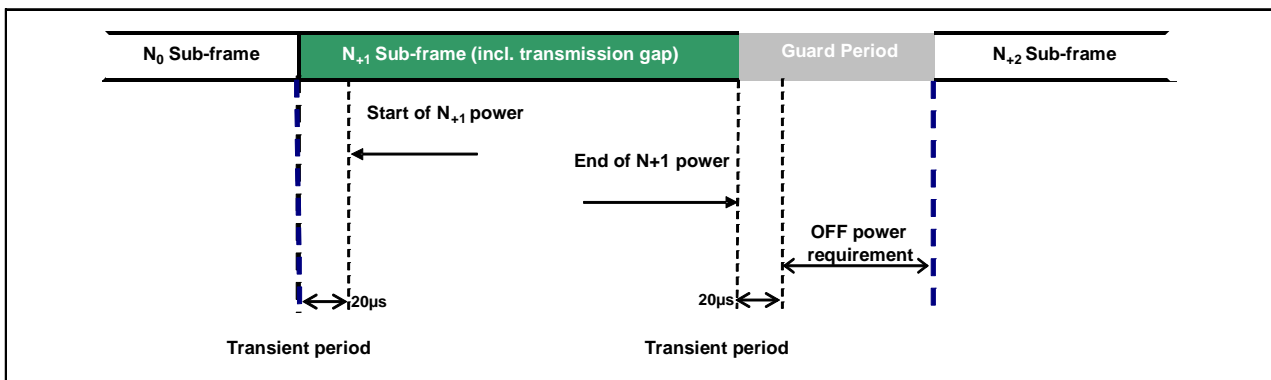 N₀ Sub-frame
N₊₁ Sub-frame (incl. transmission gap)
Guard Period
N₊₂ Sub-frame
Start of N₊₁ power
End of N+1 power
OFF power
requirement
20µs
20µs
Transient period
Transient period